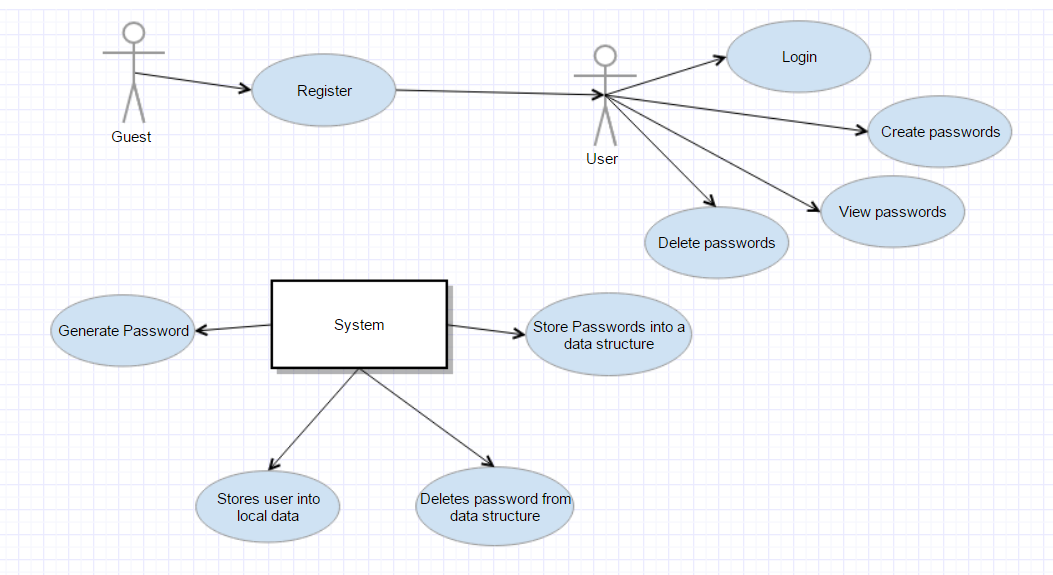 Login
Register
Guest
Create passwords
User
View passwords
Delete passwords
System
Generate Password
Store Passwords into a
data structure
Stores user into
local data
Deletes password from
data structure